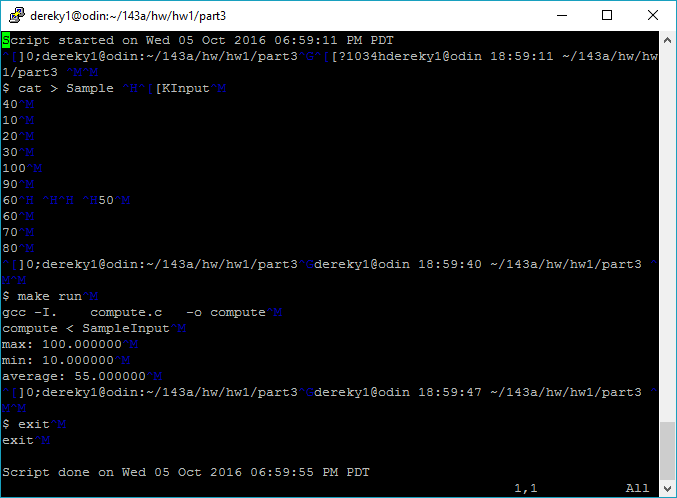 dereky1@odin:~/143a/hw/hw1/part3
Script started on Wed 05 Oct 2016 06:59:11 PM PDT
^[]0;dereky1@odin:~/143a/hw/hw1/part3^G^[[?1034hdereky1@odin 18:59:11 ~/143a/hw/hw
1/part3 ^M^M
$ cat > Sample ^H^[[KInput^M
40^M
10^M
20^M
30^M
100^M
90^M
60^H ^H^H ^H50^M
60^M
70^M
80^M
^[]0;dereky1@odin:~/143a/hw/hw1/part3^Gdereky1@odin 18:59:40 ~/143a/hw/hw1/part3 ^
M^M
$ make run^M
gcc -I.    compute.c   -o compute^M
compute < SampleInput^M
max: 100.000000^M
min: 10.000000^M
average: 55.000000^M
^[]0;dereky1@odin:~/143a/hw/hw1/part3^Gdereky1@odin 18:59:47 ~/143a/hw/hw1/part3 ^
M^M
$ exit^M
exit^M
Script done on Wed 05 Oct 2016 06:59:55 PM PDT
1,1 All